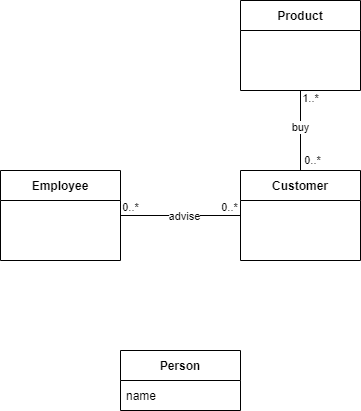 Product
1..*
buy
0..*
Employee
Customer
0..*
advise
0..*
Person
name